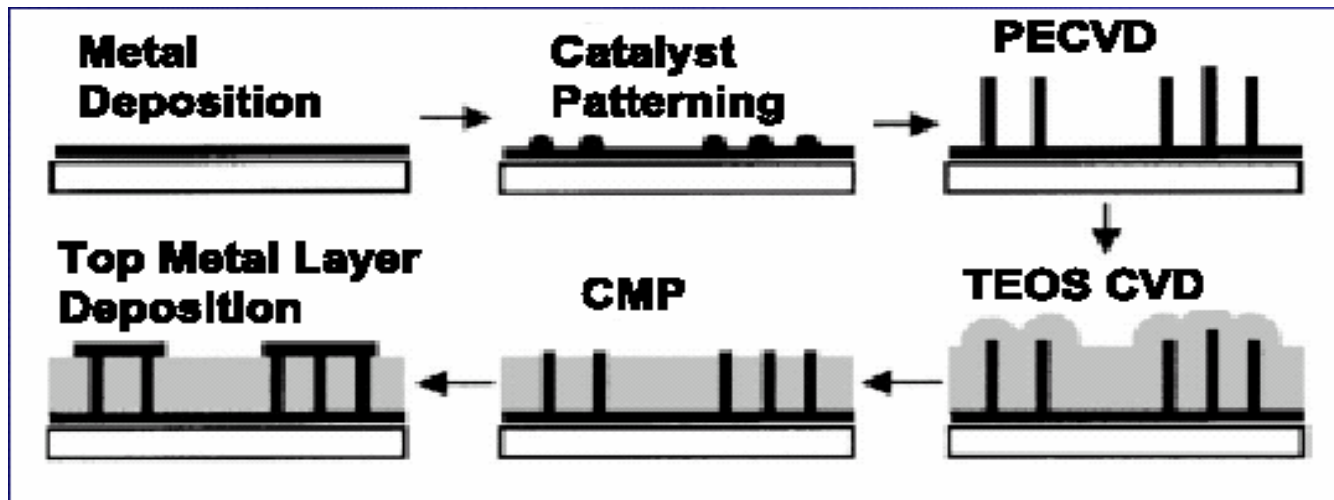 Metal
Deposition
Catalyst
Patterning
PECVD
TEOS CVD
CMP
Top Metal Layer
Deposition